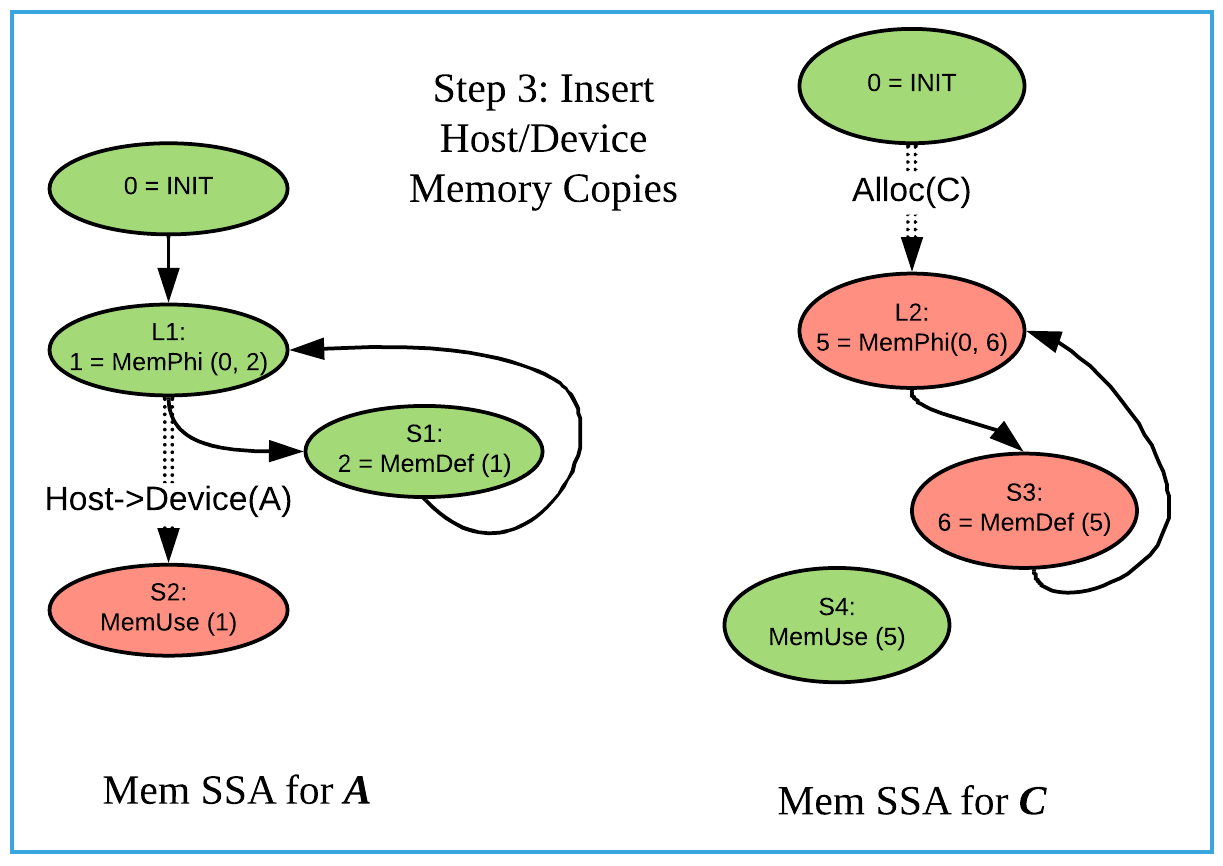 Step 3: Insert
Host/Device
Memory Copies
0 = INIT
L1:
1 = MemPhi (0, 2)
S1:
2 = MemDef (1)
Host->Device(A)
S2:
MemUse (1)
Mem SSA for A
0 = INIT
Alloc(C)
L2:
5 = MemPhi(0, 6)
S3:
6 = MemDef (5)
S4:
MemUse (5)
Mem SSA for C